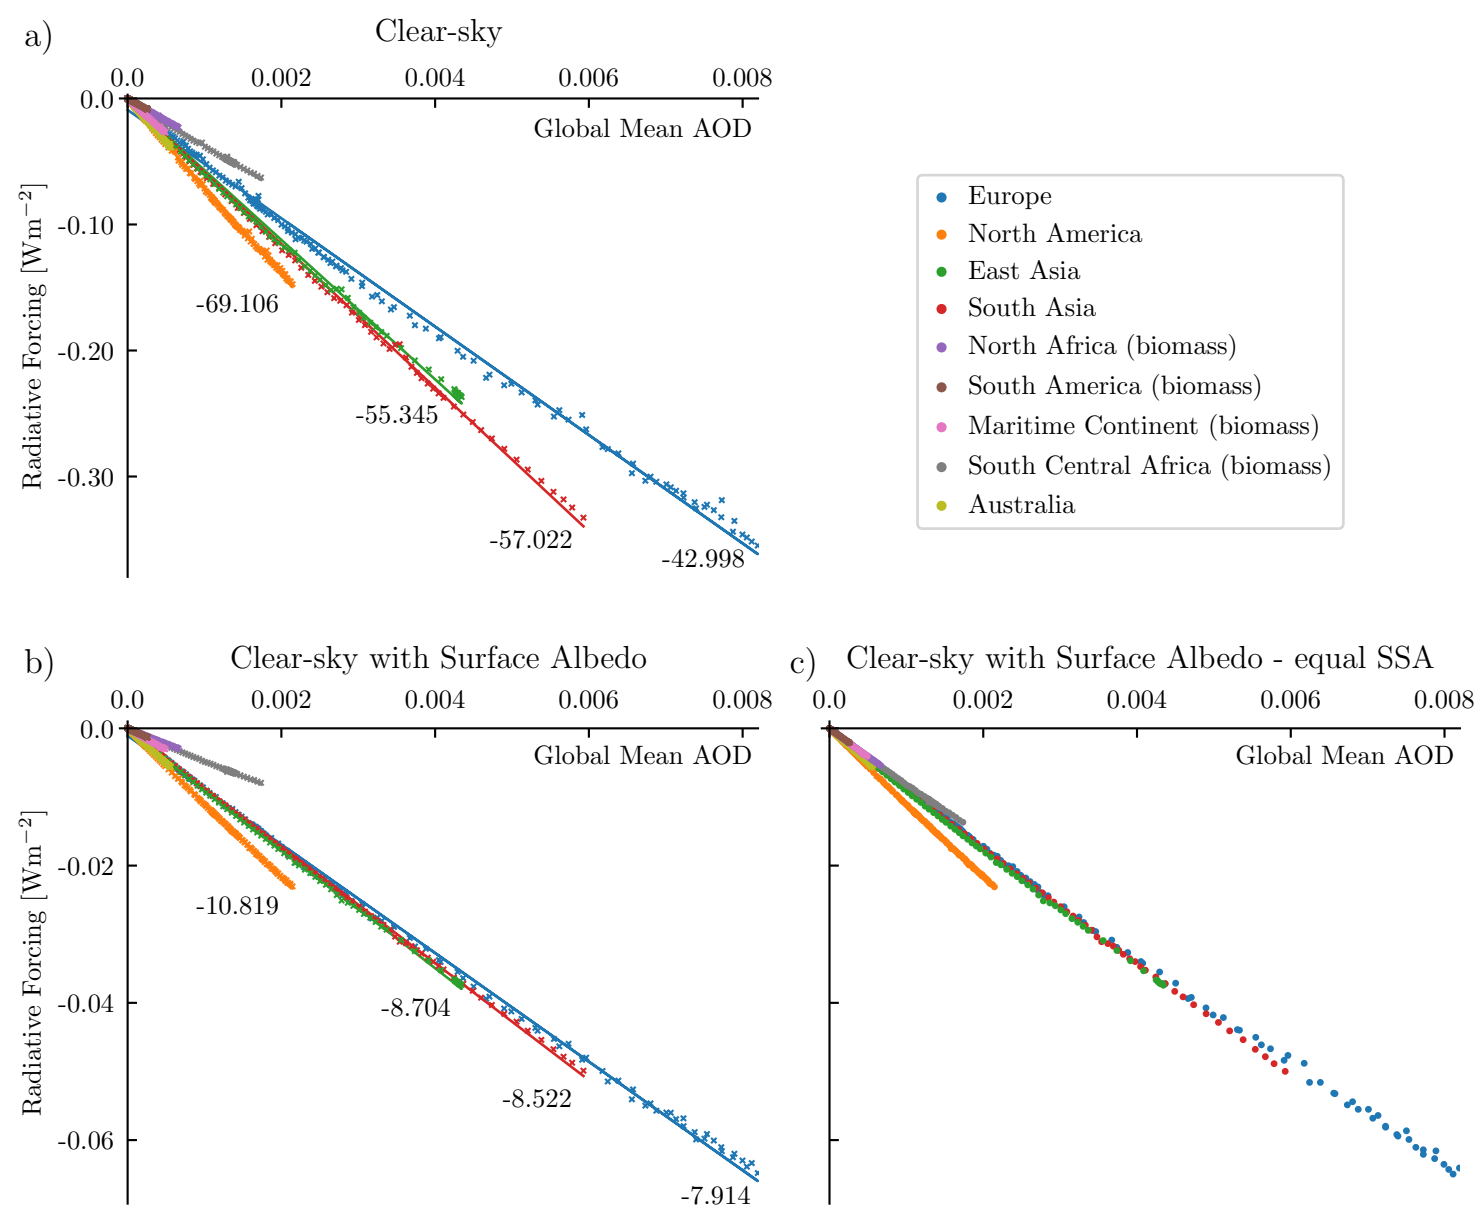 a)
Clear-sky
0.0 0.002 0.004 0.006 0.008
Global Mean AOD
0.0
-0.10
-0.20
-0.30
Radiative Forcing [Wm⁻²]
-69.106
-55.345
-57.022
-42.998
Europe
North America
East Asia
South Asia
North Africa (biomass)
South America (biomass)
Maritime Continent (biomass)
South Central Africa (biomass)
Australia
b)
Clear-sky with Surface Albedo
0.0 0.002 0.004 0.006 0.008
Global Mean AOD
0.0
-0.02
-0.04
-0.06
Radiative Forcing [Wm⁻²]
-10.819
-8.704
-8.522
-7.914
c)
Clear-sky with Surface Albedo - equal SSA
0.0 0.002 0.004 0.006 0.008
Global Mean AOD